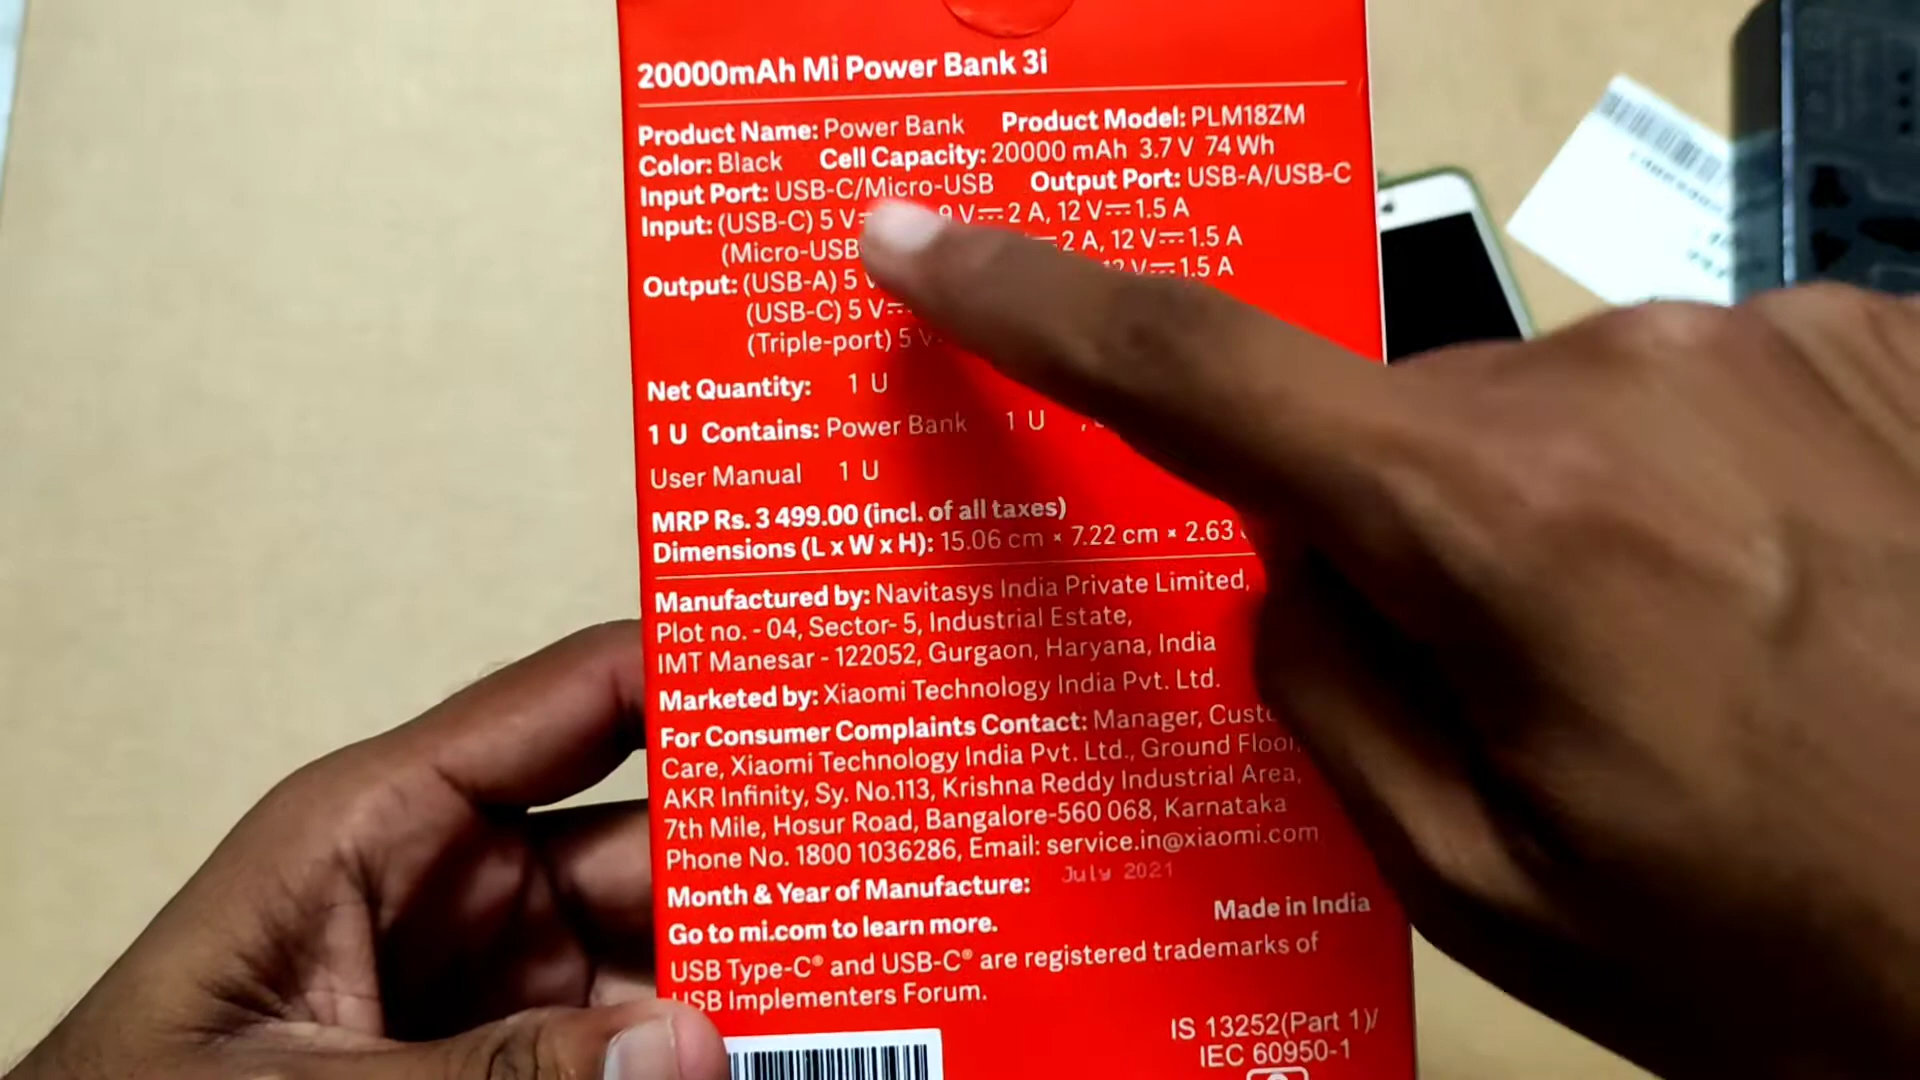 20000mAh Mi Power Bank 3i
Product Name: Power Bank Product Model: PLM18ZM
Color: Black Cell Capacity: 20000 mAh 3.7 V 74 Wh
Input Port: USB-C/Micro-USB Output Port: USB-A/USB-C
Input: (USB-C) 5 V⎓ 9 V⎓2 A, 12 V⎓1.5 A
(Micro-USB 2 A, 12 V⎓1.5 A
Output: (USB-A) 5 V 12 V⎓1.5 A
(USB-C) 5 V⎓
(Triple-port) 5 V
Net Quantity: 1 U
1 U Contains: Power Bank 1 U
User Manual 1 U
MRP Rs. 3 499.00 (incl. of all taxes)
Dimensions (L x W x H): 15.06 cm × 7.22 cm × 2.63
Manufactured by: Navitasys India Private Limited,
Plot no. - 04, Sector- 5, Industrial Estate,
IMT Manesar - 122052, Gurgaon, Haryana, India
Marketed by: Xiaomi Technology India Pvt. Ltd.
For Consumer Complaints Contact: Manager,
Care, Xiaomi Technology India Pvt. Ltd., Ground Floor,
AKR Infinity, Sy. No.113, Krishna Reddy Industrial Area,
7th Mile, Hosur Road, Bangalore-560 068, Karnataka
Phone No. 1800 1036286, Email: service.in@xiaomi.com
Month & Year of Manufacture: July 2021
Go to mi.com to learn more. Made in India
USB Type-C® and USB-C® are registered trademarks of
USB Implementers Forum.
IS 13252(Part 1)/
IEC 60950-1